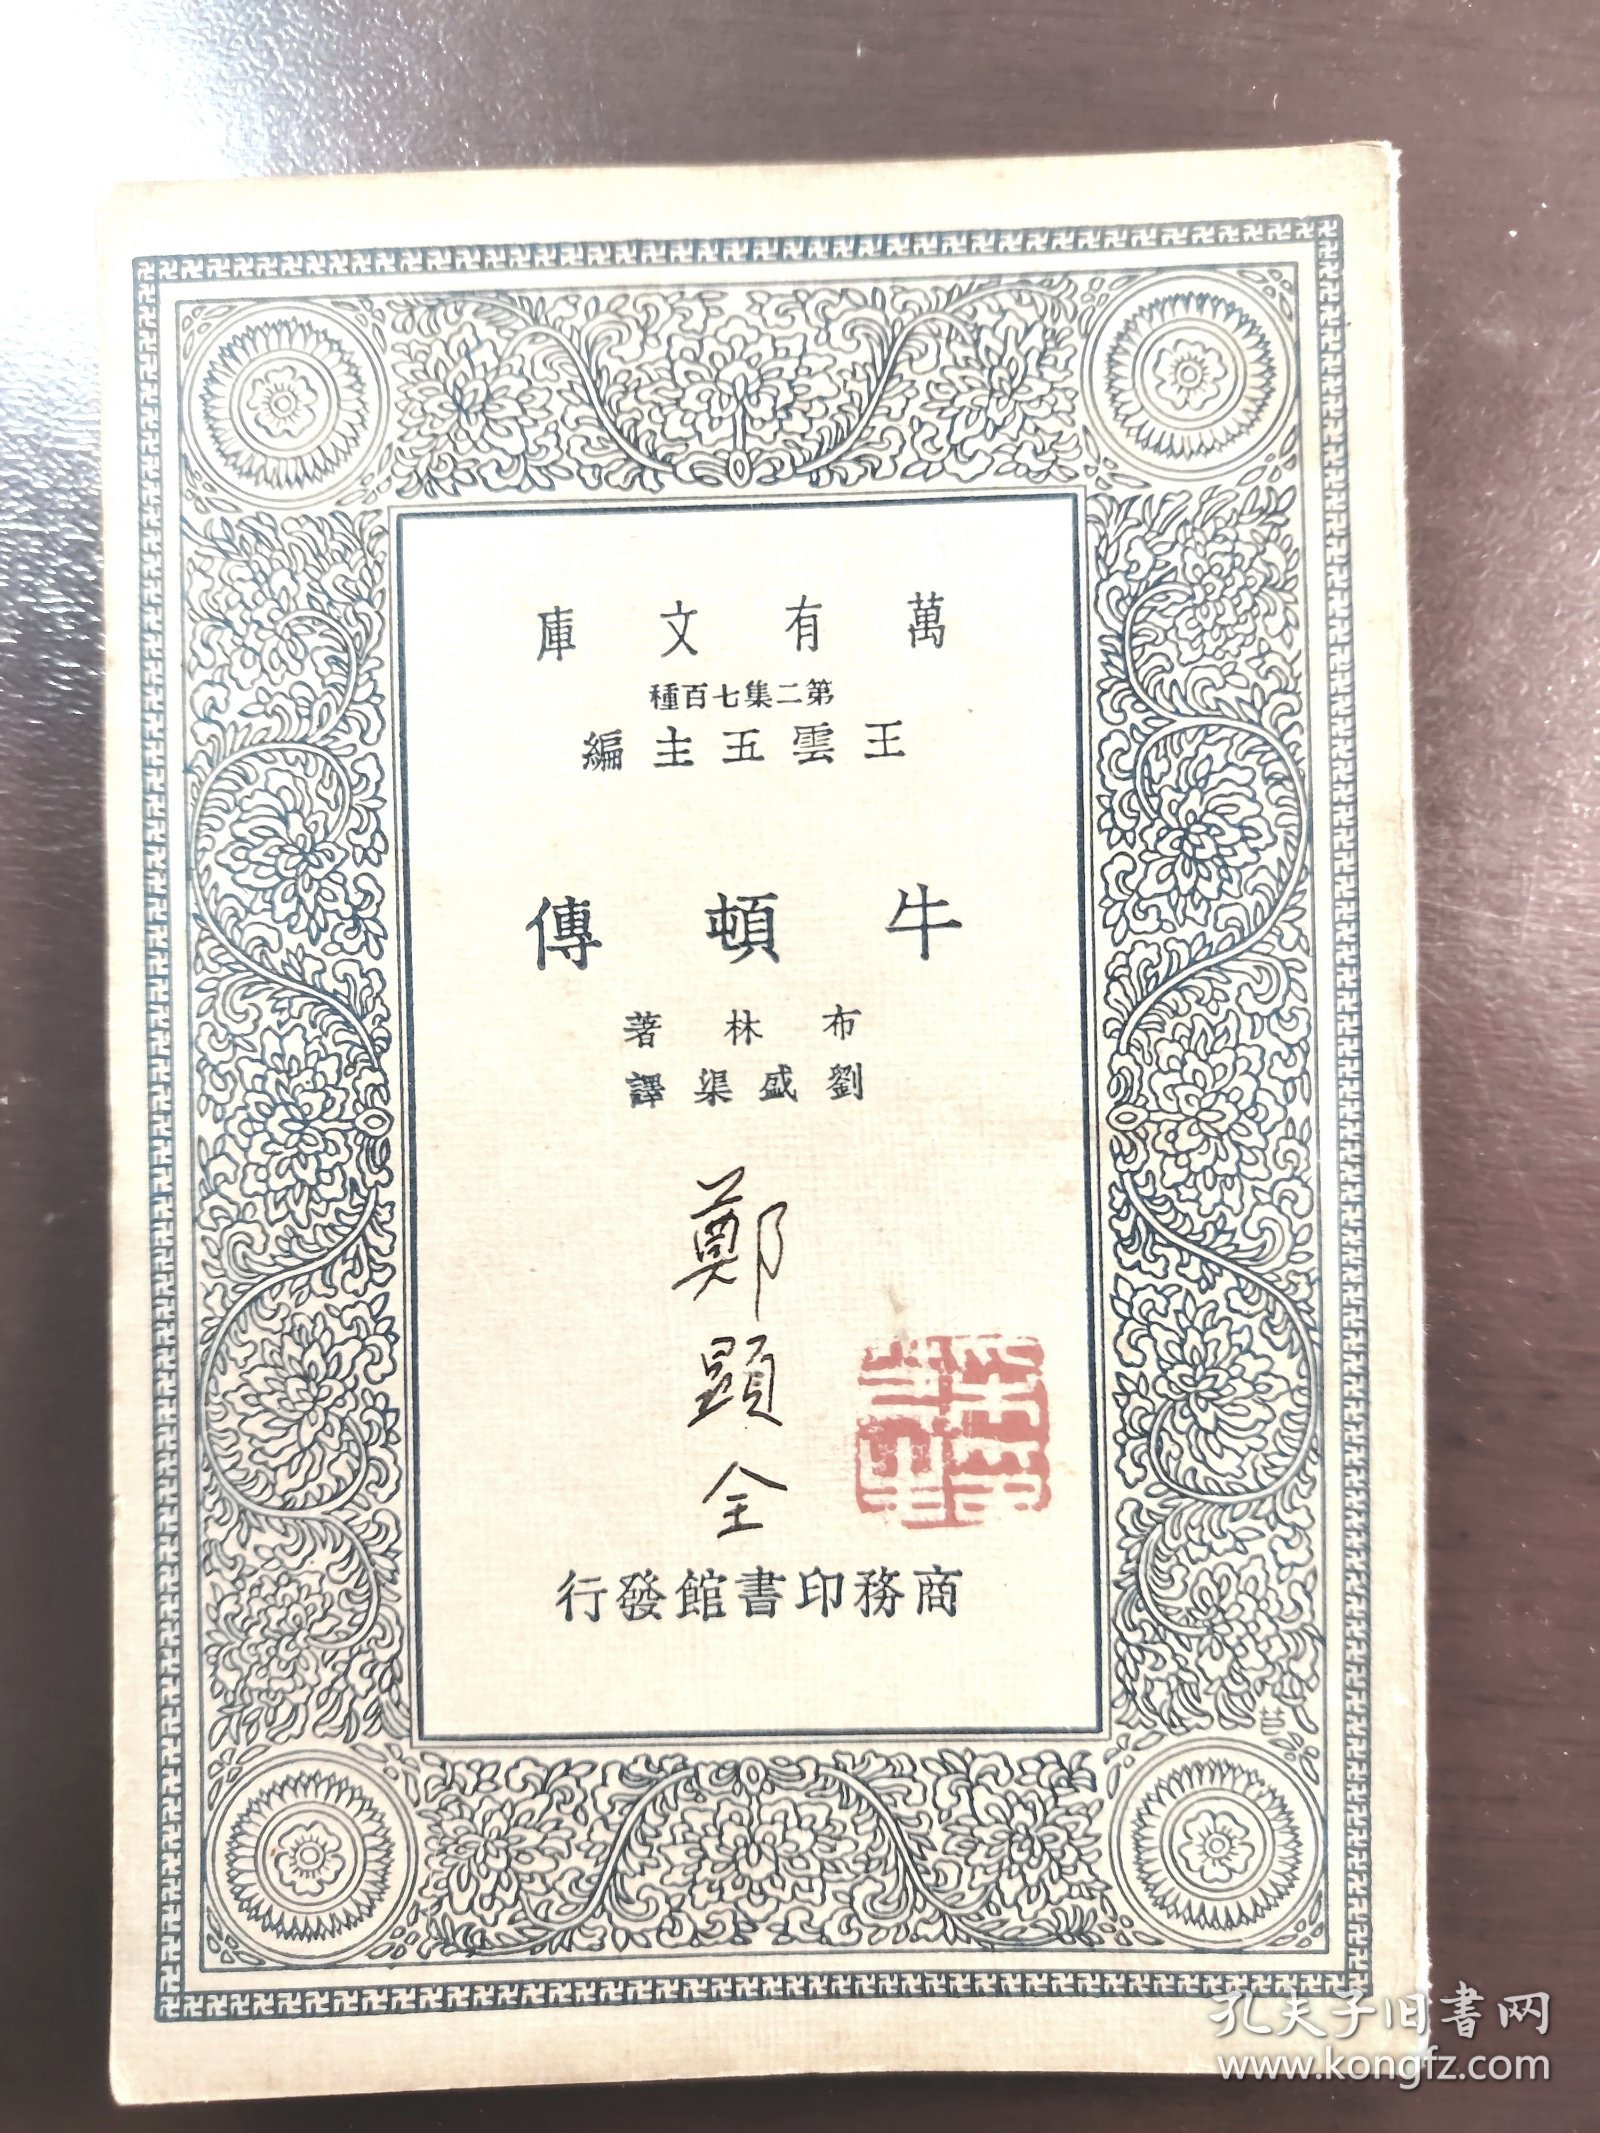 萬有文庫
第二集七百種
王雲五主編
牛頓傳
布林著
劉盛渠譯
鄭顕全
商務印書館發行
孔夫子旧書网
www.kongfz.com